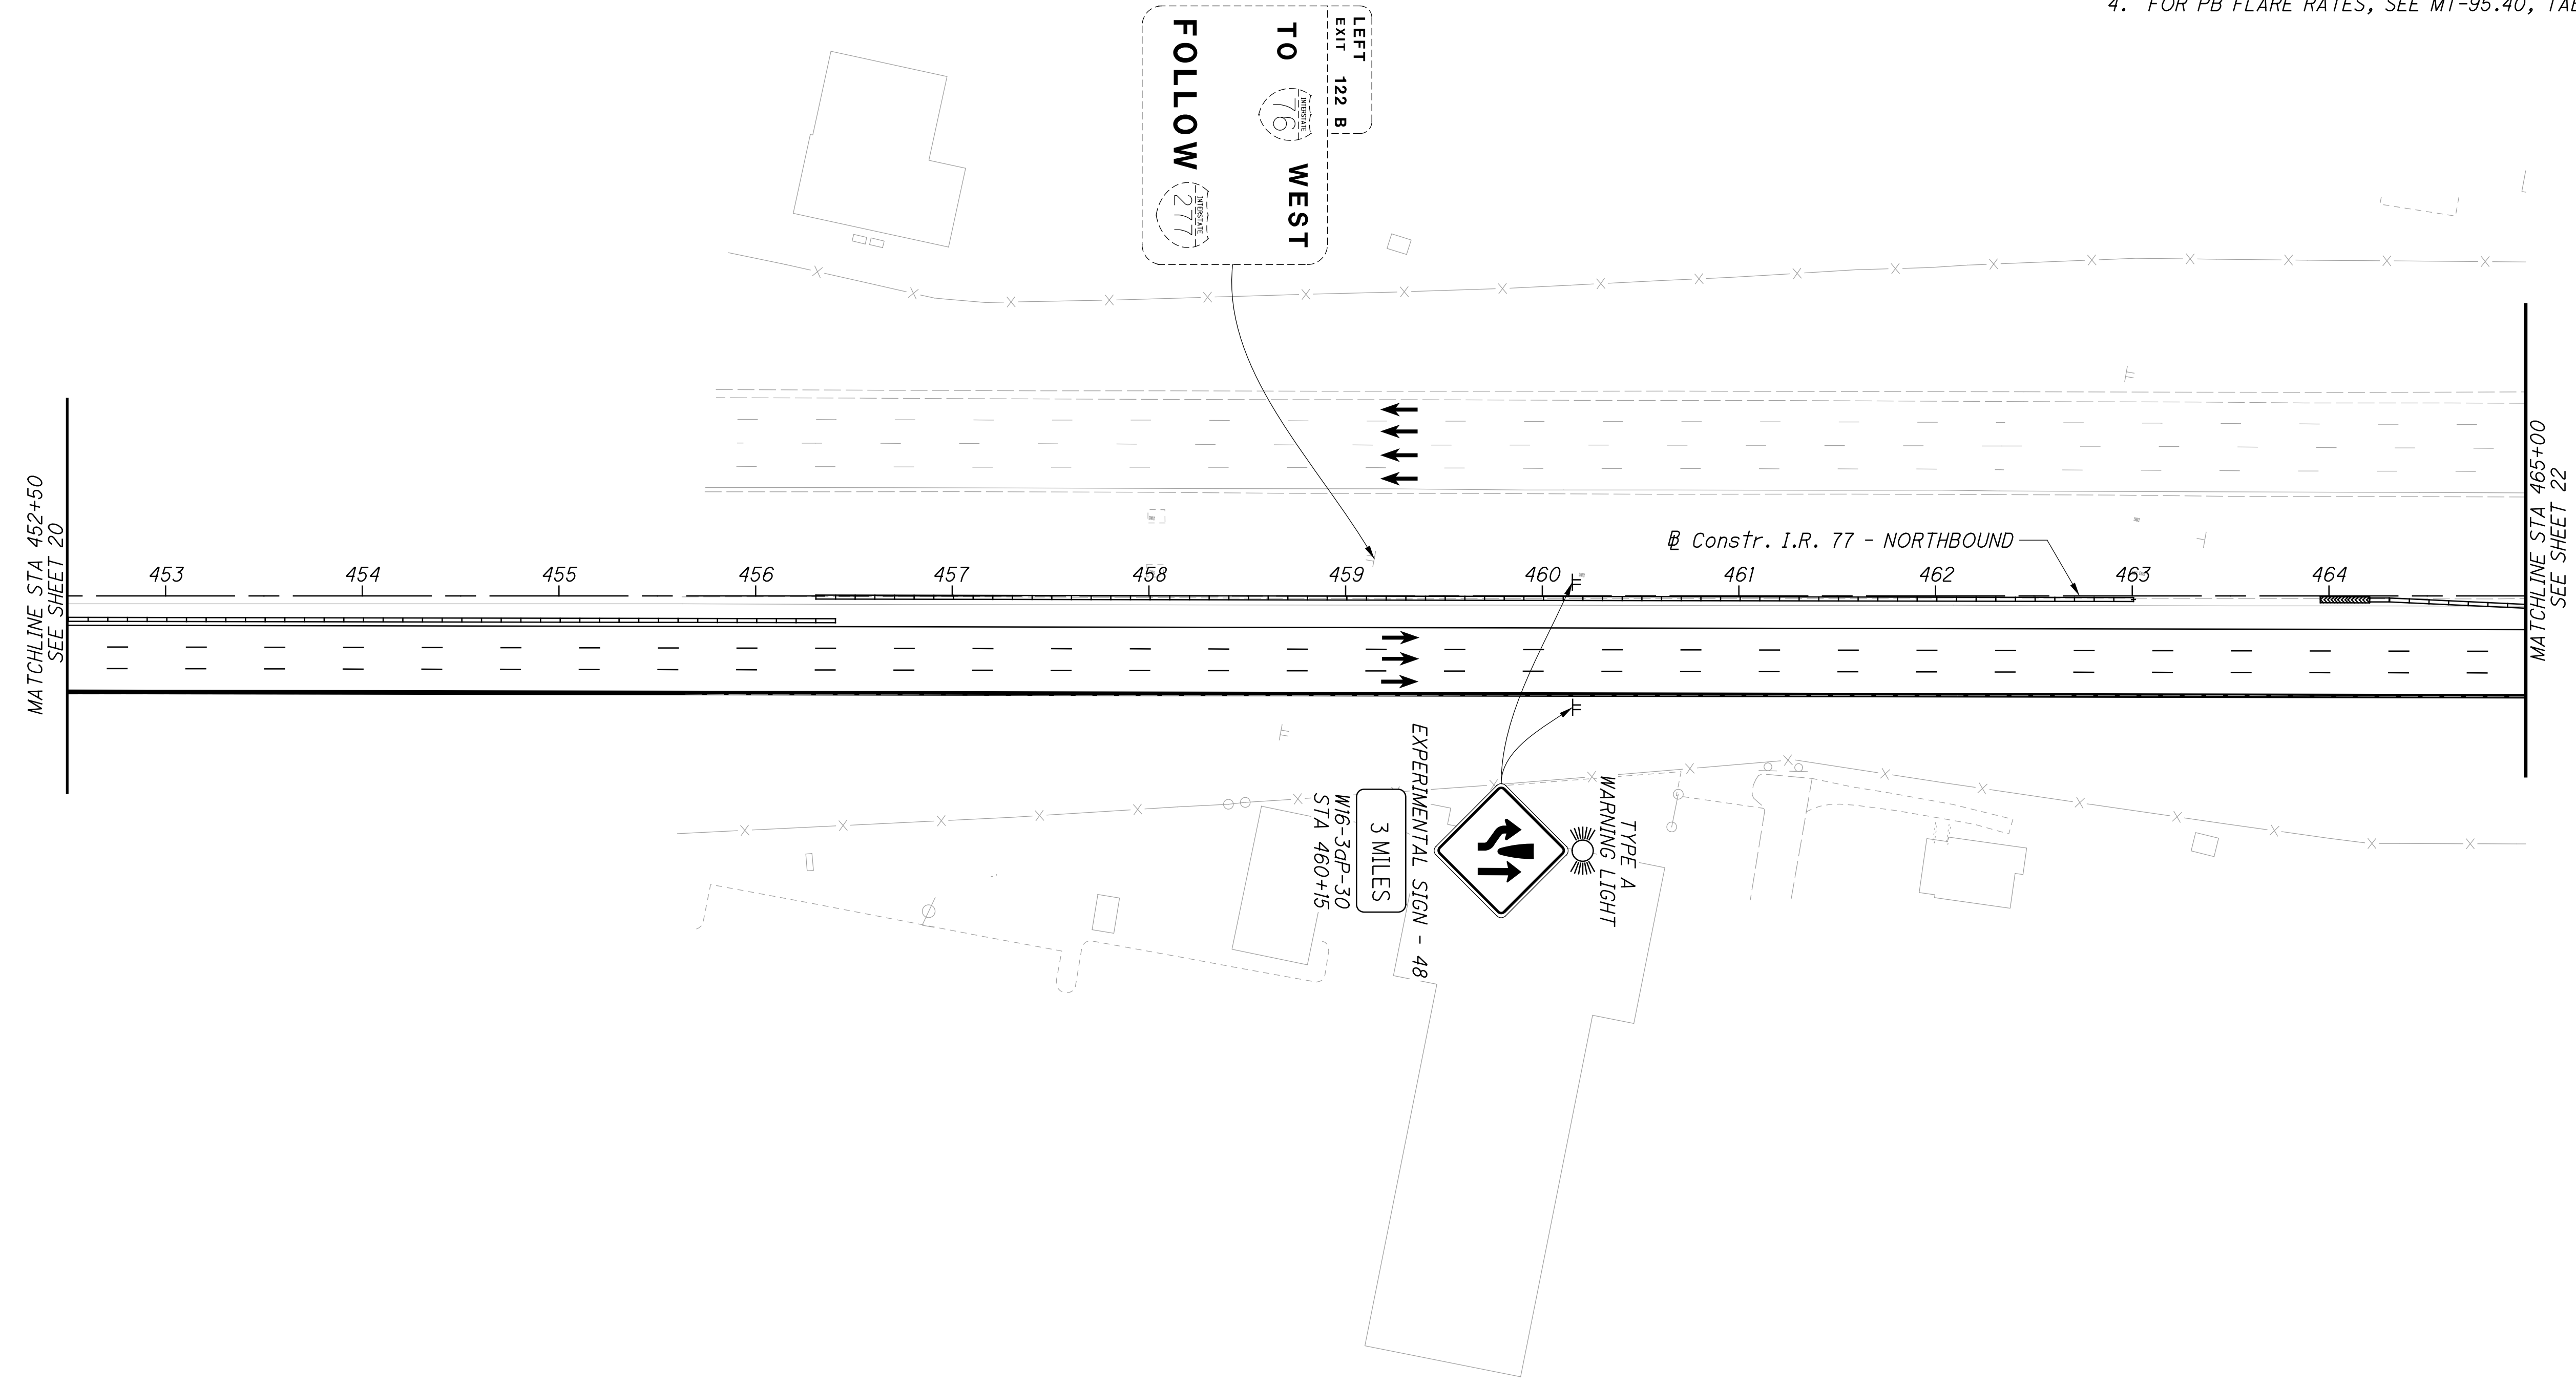 4. FOR PB FLARE RATES, SEE MT-95.40,
LEFT
EXIT 122 B
TO INTERSTATE 76 WEST
FOLLOW INTERSTATE 277
MATCHLINE STA 452+50
SEE SHEET 20
453 454 455 456 457 458 459 460 461 462 463 464
BL Constr. I.R. 77 - NORTHBOUND
MATCHLINE STA 465+00
SEE SHEET 22
TYPE A
WARNING LIGHT
EXPERIMENTAL SIGN - 48
3 MILES
W16-3aP-30
STA 460+15